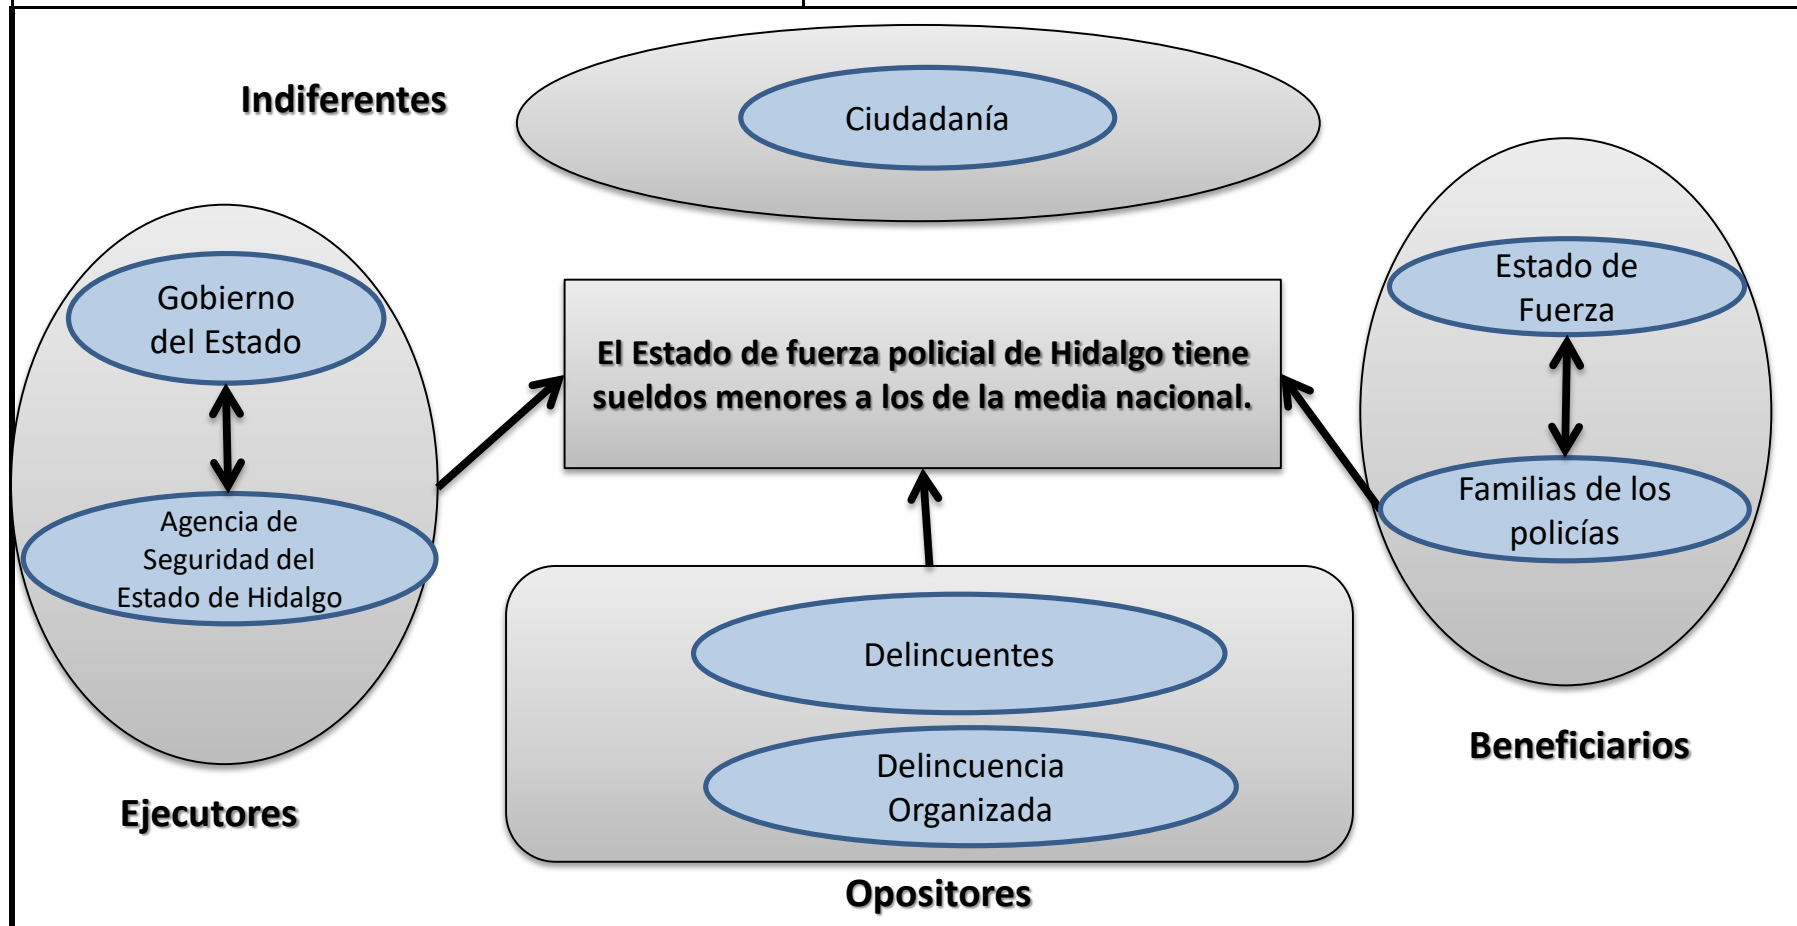 Indiferentes
Ciudadanía
Gobierno
del Estado
Agencia de
Seguridad del
Estado de Hidalgo
Ejecutores
El Estado de fuerza policial de Hidalgo tiene
sueldos menores a los de la media nacional.
Estado de
Fuerza
Familias de los
policías
Beneficiarios
Delincuentes
Delincuencia
Organizada
Opositores